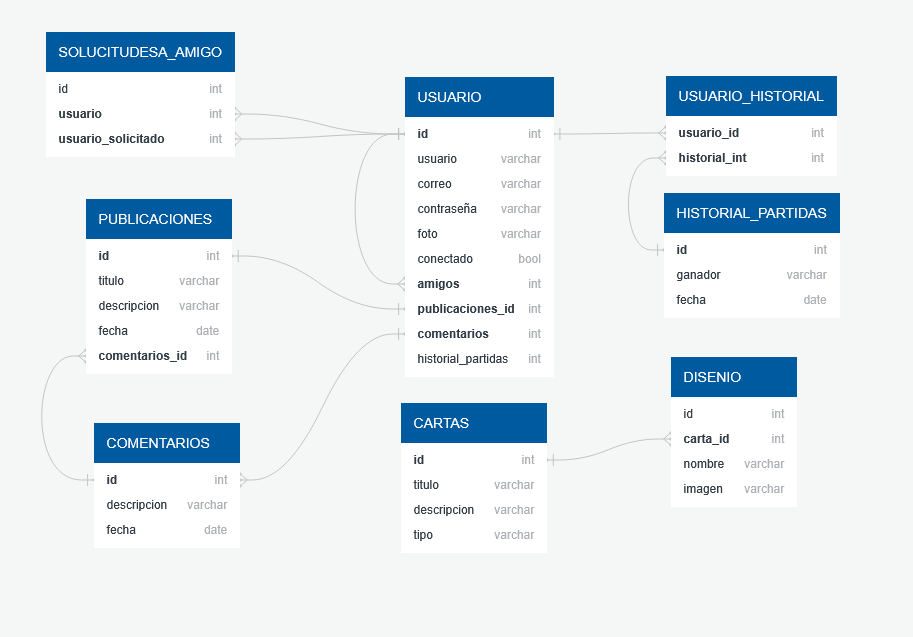 SOLUCITUDESA_AMIGO
id int
usuario int
usuario_solicitado int
USUARIO
id int
usuario varchar
correo varchar
contraseña varchar
foto varchar
conectado bool
amigos int
publicaciones_id int
comentarios int
historial_partidas int
USUARIO_HISTORIAL
usuario_id int
historial_int int
HISTORIAL_PARTIDAS
id int
ganador varchar
fecha date
PUBLICACIONES
id int
titulo varchar
descripcion varchar
fecha date
comentarios_id int
COMENTARIOS
id int
descripcion varchar
fecha date
CARTAS
id int
titulo varchar
descripcion varchar
tipo varchar
DISENIO
id int
carta_id int
nombre varchar
imagen varchar